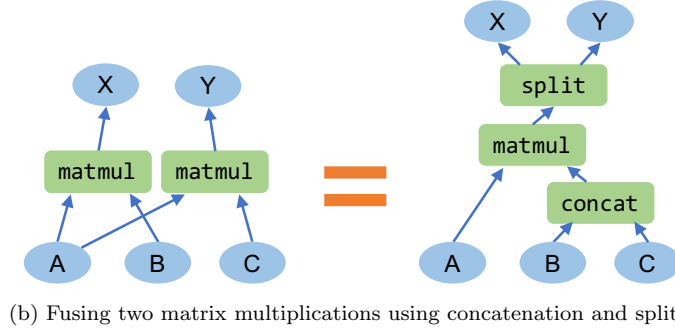 X Y
split
X Y
matmul
matmul matmul
concat
A B C A B C
(b) Fusing two matrix multiplications using concatenation and split